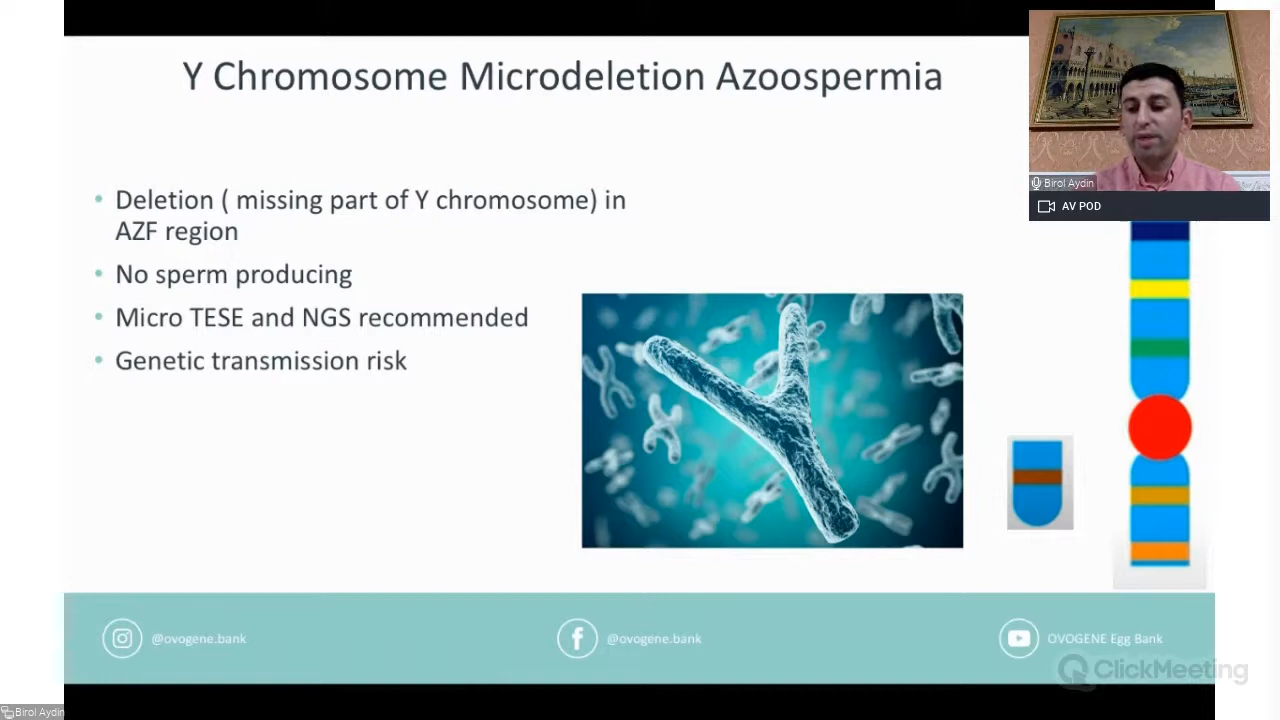 Y Chromosome Microdeletion Azoospermia
Birol Aydin
AV POD
• Deletion ( missing part of Y chromosome) in
AZF region
• No sperm producing
• Micro TESE and NGS recommended
• Genetic transmission risk
@ovogene.bank
@ovogene.bank
OVOGENE Egg Bank
ClickMeeting
Birol Aydin